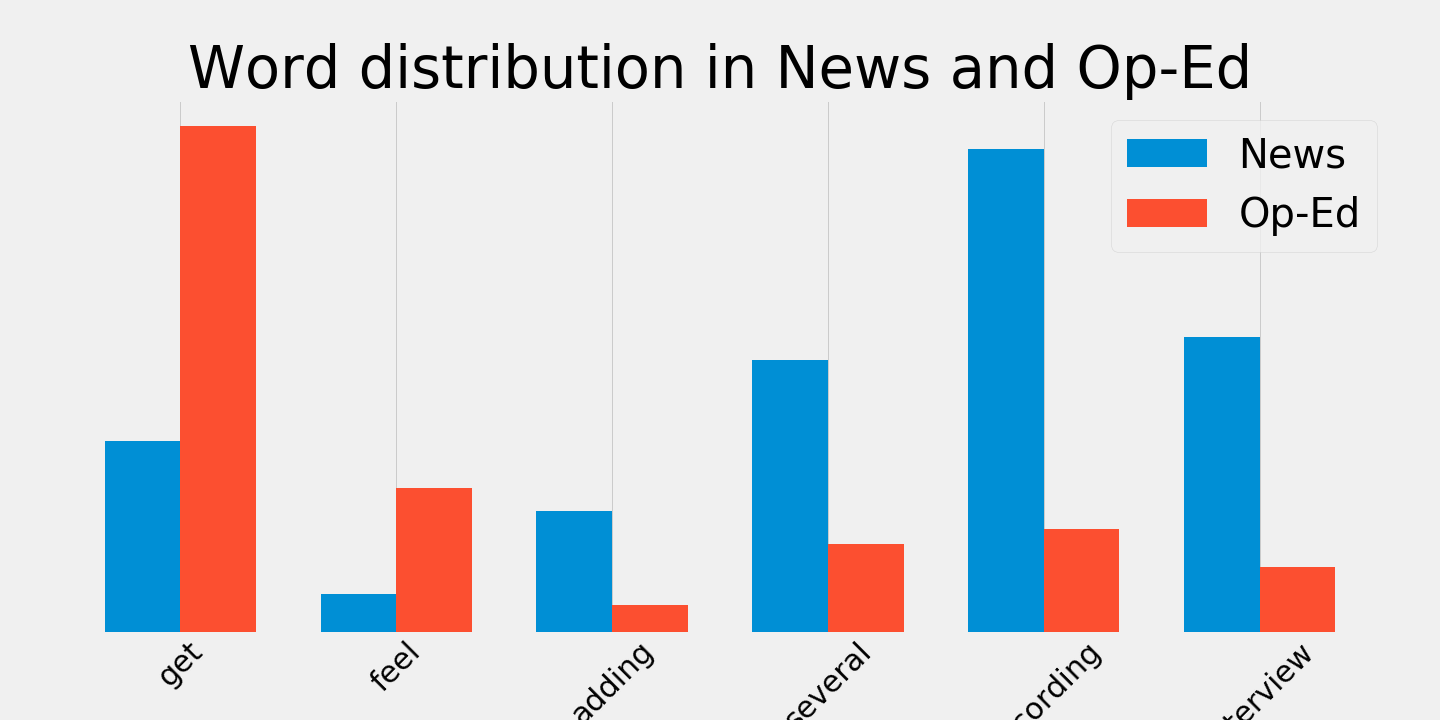 Word distribution in News and Op-Ed
News
Op-Ed
get
feel
adding
several
cording
terview